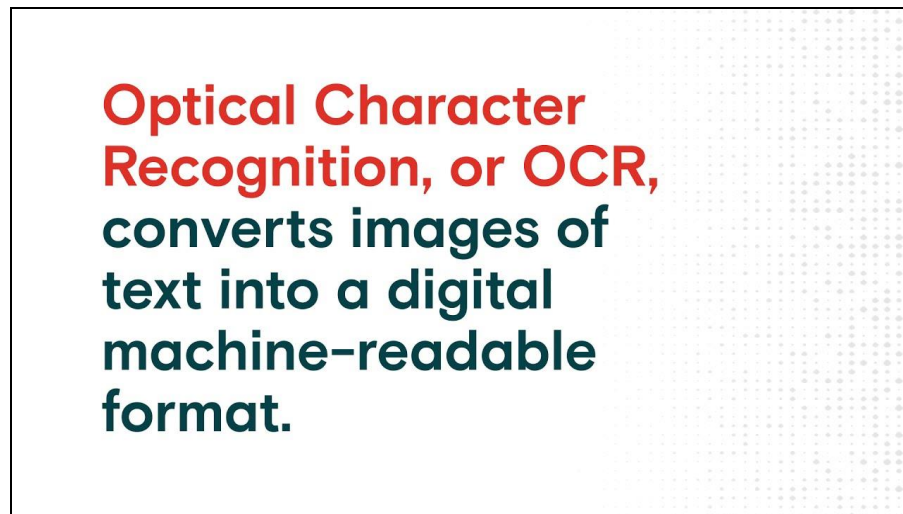 Optical Character
Recognition, or OCR,
converts images of
text into a digital
machine-readable
format.